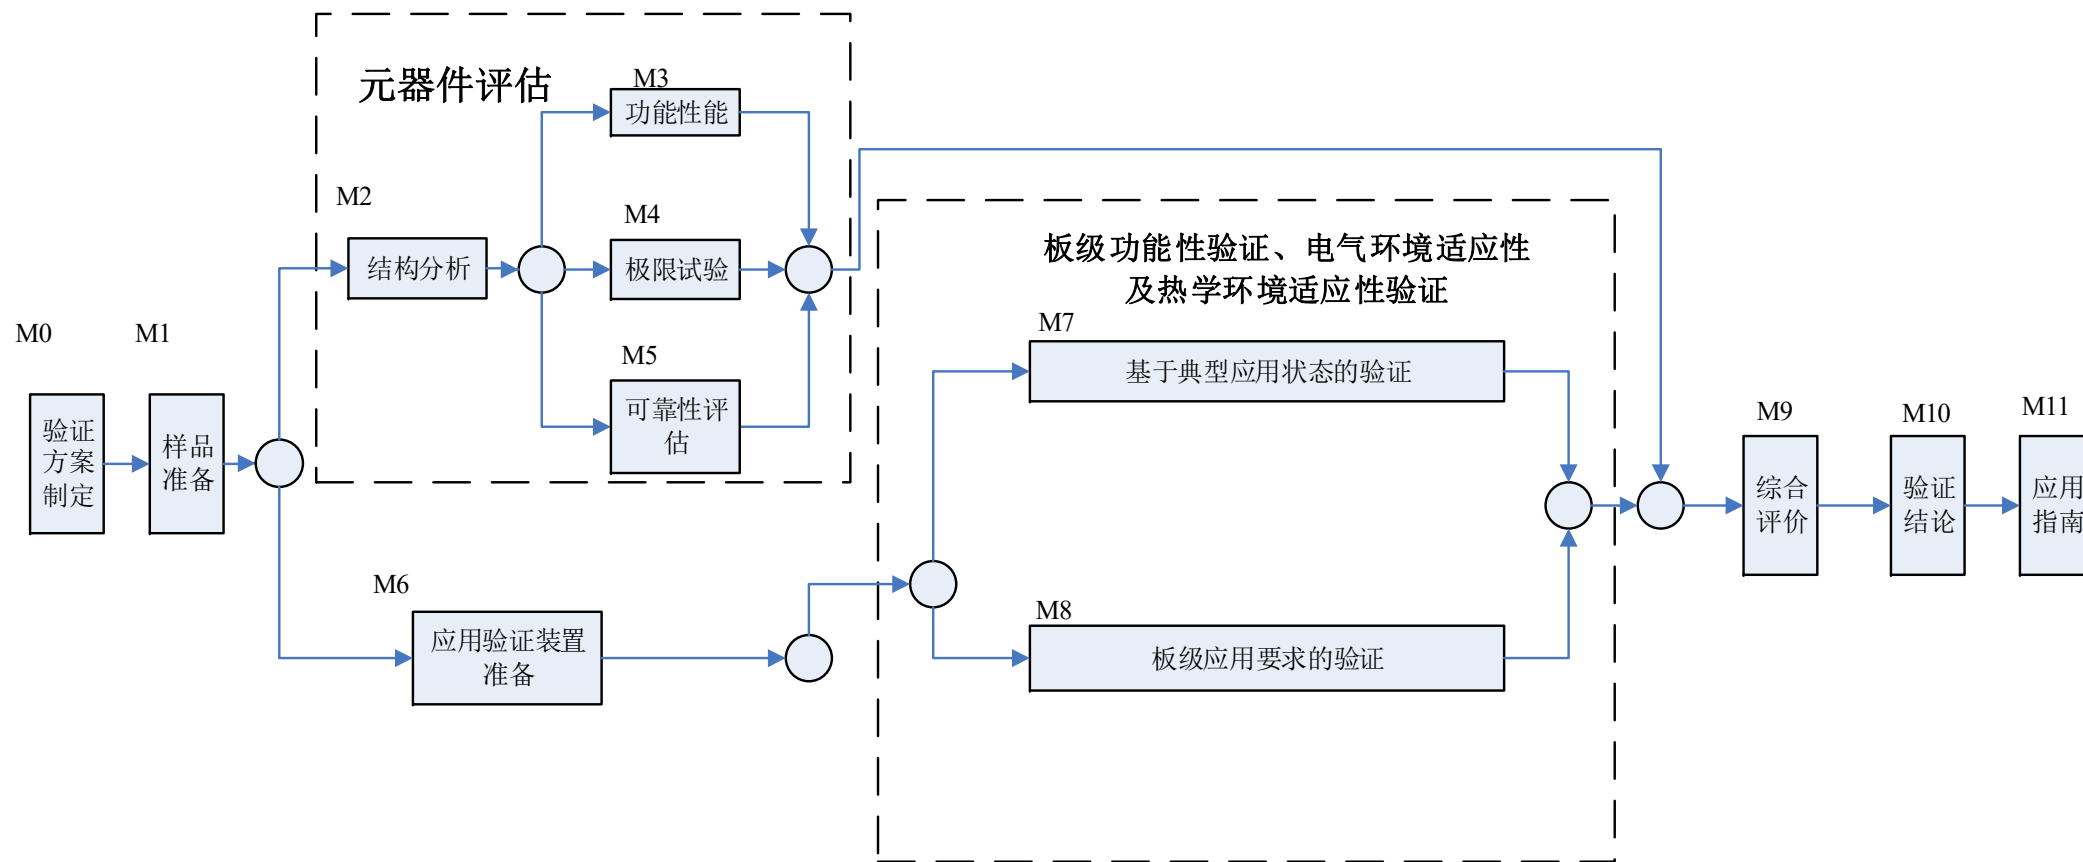 元器件评估
M3
功能性能
M2
结构分析
M4
极限试验
M5
可靠性评
估
M0
验证
方案
制定
M1
样品
准备
M6
应用验证装置
准备
板级功能性验证、电气环境适应性
及热学环境适应性验证
M7
基于典型应用状态的验证
M8
板级应用要求的验证
M9
综合
评价
M10
验证
结论
M11
应用
指南